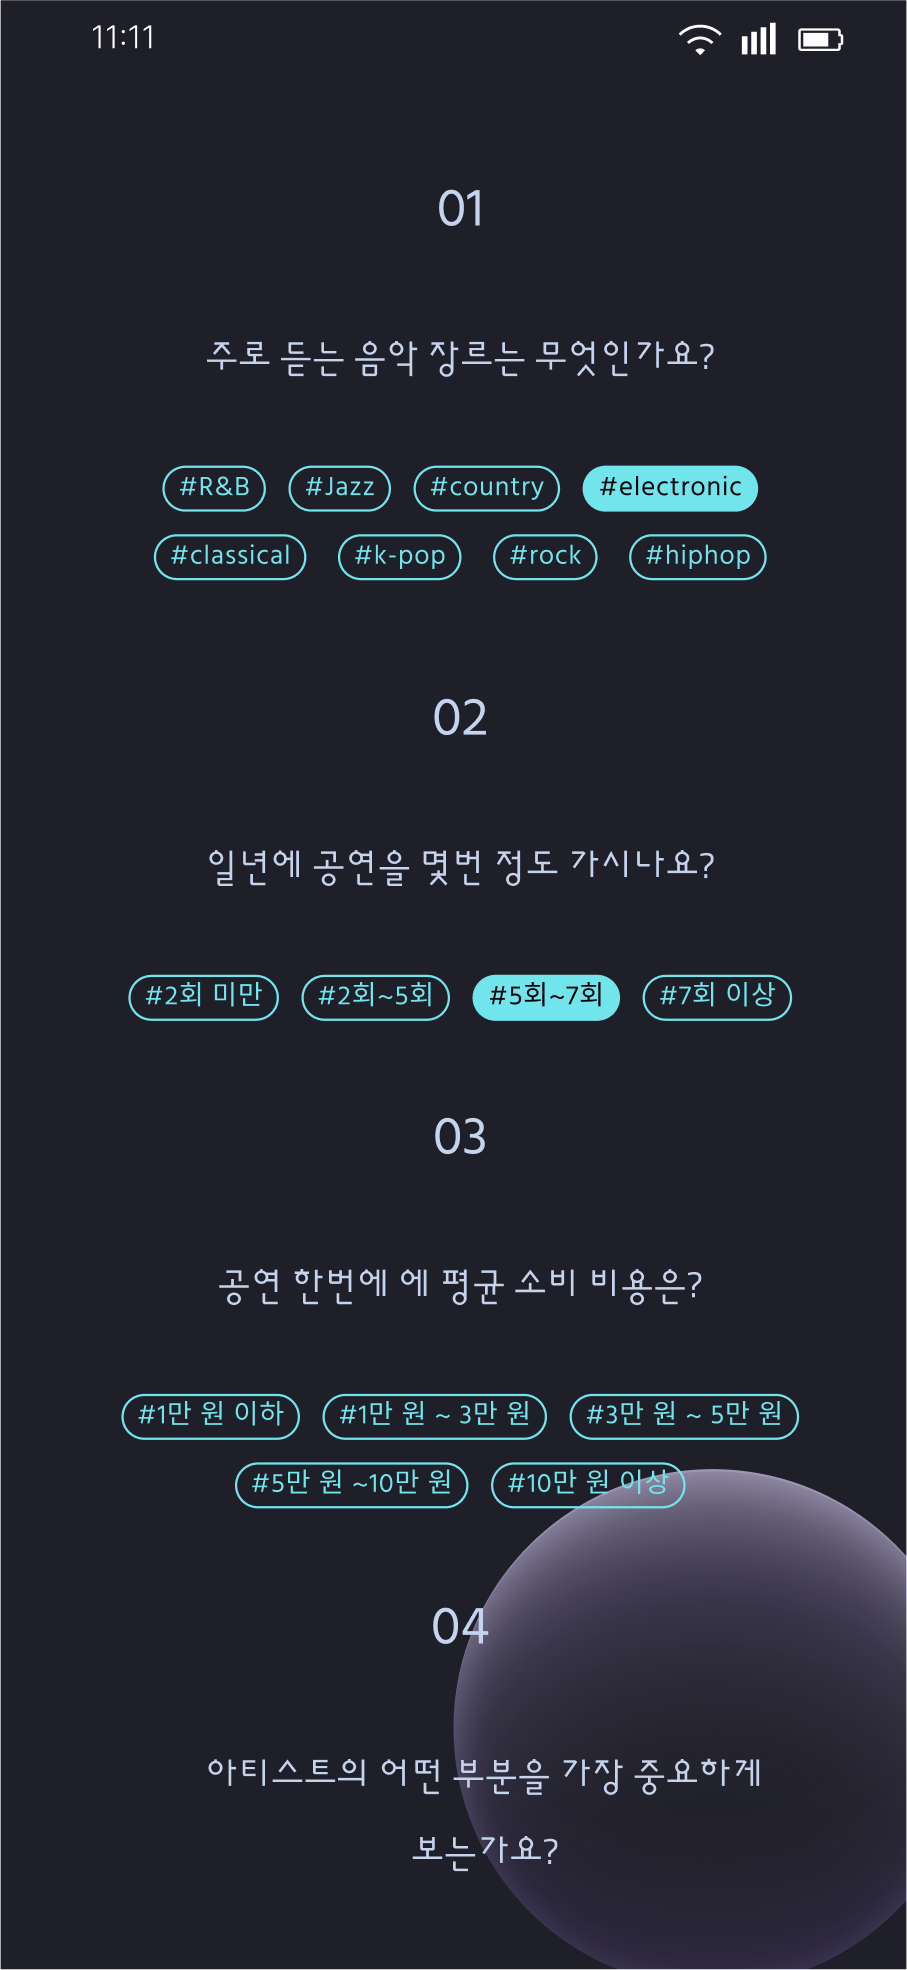 11:11
01
주로 듣는 음악 장르는 무엇인가요?
#R&B #Jazz #country #electronic
#classical #k-pop #rock #hiphop
02
일년에 공연을 몇번 정도 가시나요?
#2회 미만 #2회~5회 #5회~7회 #7회 이상
03
공연 한번에 에 평균 소비 비용은?
#1만 원 이하 #1만 원 ~ 3만 원 #3만 원 ~ 5만 원
#5만 원 ~10만 원 #10만 원 이상
04
아티스트의 어떤 부분을 가장 중요하게
보는가요?